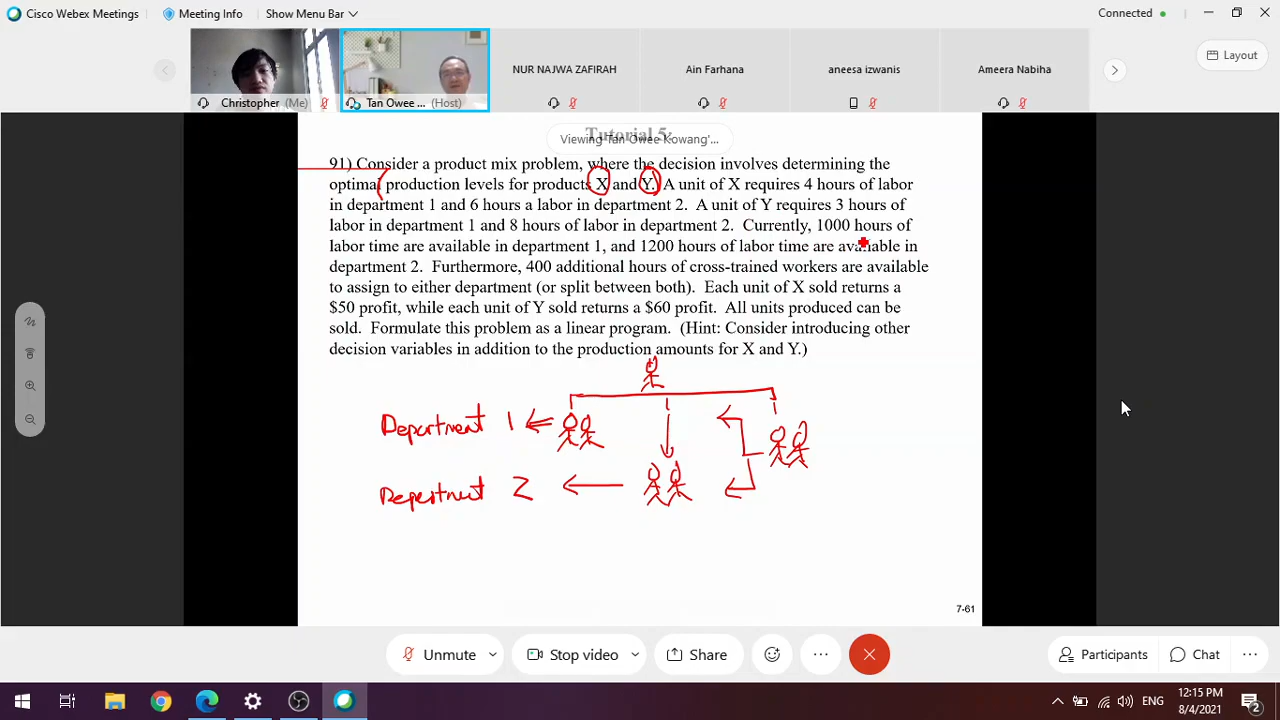 Cisco Webex Meetings
Meeting Info
Show Menu Bar
Connected
Layout
Christopher (Me)
Tan Owee ... (Host)
NUR NAJWA ZAFIRAH
Ain Farhana
aneesa izwanis
Ameera Nabiha
Tutorial 5:
Viewing Tan Owee Kowang'...
91) Consider a product mix problem, where the decision involves determining the
optimal production levels for products X and Y. A unit of X requires 4 hours of labor
in department 1 and 6 hours a labor in department 2. A unit of Y requires 3 hours of
labor in department 1 and 8 hours of labor in department 2. Currently, 1000 hours of
labor time are available in department 1, and 1200 hours of labor time are available in
department 2. Furthermore, 400 additional hours of cross-trained workers are available
to assign to either department (or split between both). Each unit of X sold returns a
$50 profit, while each unit of Y sold returns a $60 profit. All units produced can be
sold. Formulate this problem as a linear program. (Hint: Consider introducing other
decision variables in addition to the production amounts for X and Y.)
Department 1
Department 2
7-61
Unmute
Stop video
Share
Participants
Chat
ENG
12:15 PM
8/4/2021
2